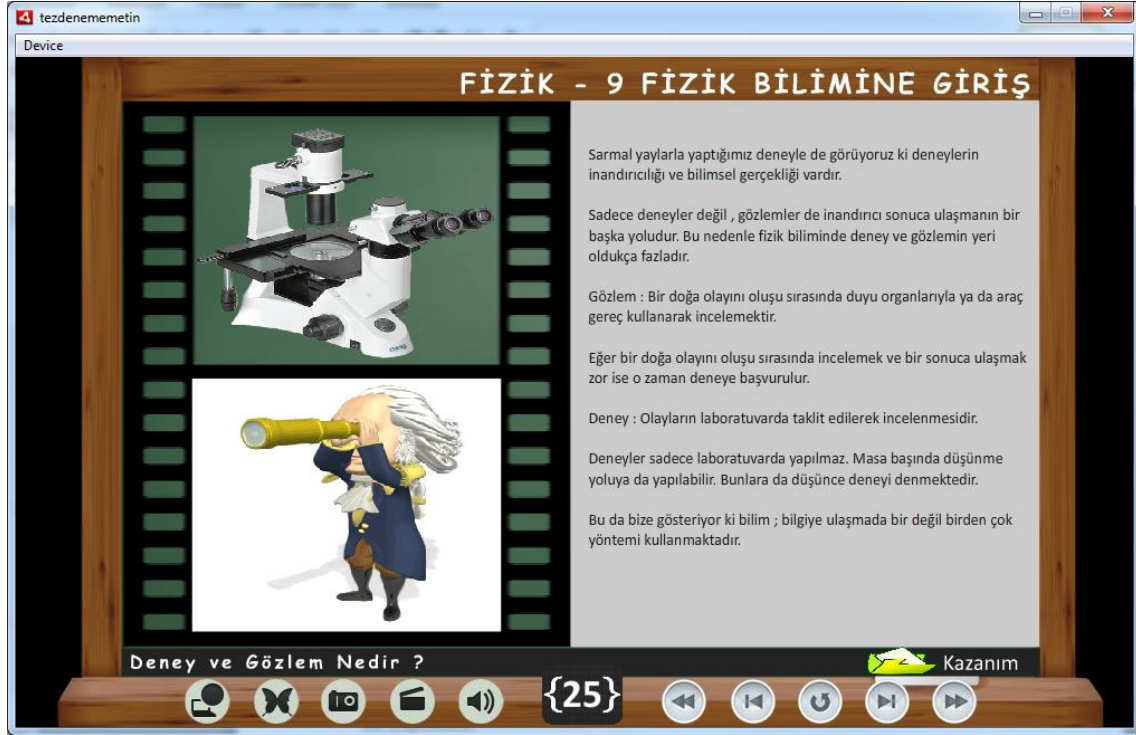 tezdenememetin
Device
FİZİK - 9 FİZİK BİLİMİNE GİRİŞ
Sarmal yaylarla yaptığımız deneyle de görüyoruz ki deneylerin
inandırıcılığı ve bilimsel gerçekliği vardır.
Sadece deneyler değil , gözlemler de inandırıcı sonuca ulaşmanın bir
başka yoludur. Bu nedenle fizik biliminde deney ve gözlemin yeri
oldukça fazladır.
Gözlem : Bir doğa olayını oluşu sırasında duyu organlarıyla ya da araç
gereç kullanarak incelemektir.
Eğer bir doğa olayını oluşu sırasında incelemek ve bir sonuca ulaşmak
zor ise o zaman deneye başvurulur.
Deney : Olayların laboratuvarda taklit edilerek incelenmesidir.
Deneyler sadece laboratuvarda yapılmaz. Masa başında düşünme
yoluya da yapılabilir. Bunlara da düşünce deneyi denmektedir.
Bu da bize gösteriyor ki bilim ; bilgiye ulaşmada bir değil birden çok
yöntemi kullanmaktadır.
Deney ve Gözlem Nedir ?
Kazanım
{25}